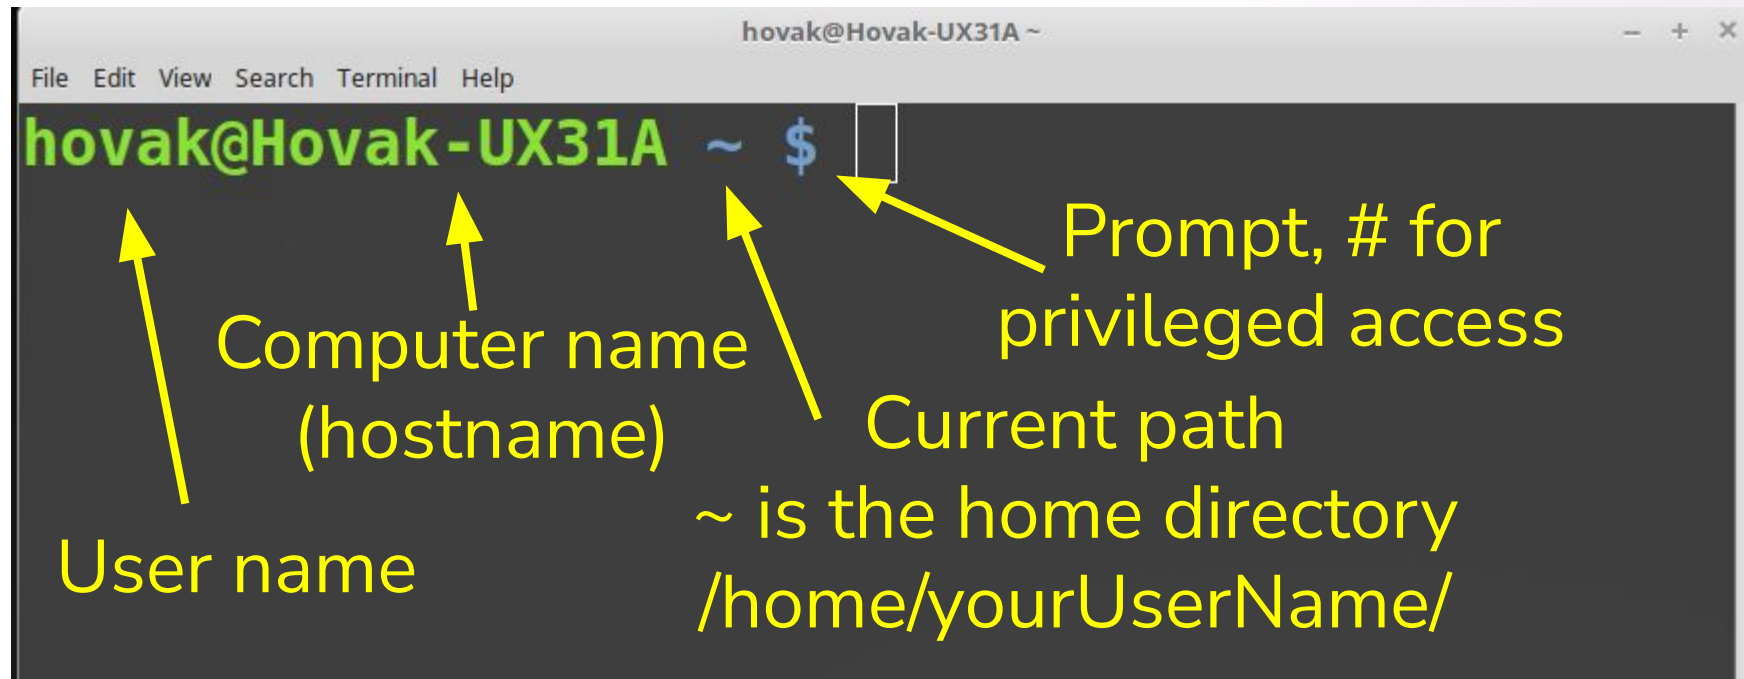 hovak@Hovak-UX31A ~
File Edit View Search Terminal Help
hovak@Hovak-UX31A ~ $
Prompt, # for
privileged access
Computer name
(hostname)
Current path
~ is the home directory
/home/yourUserName/
User name